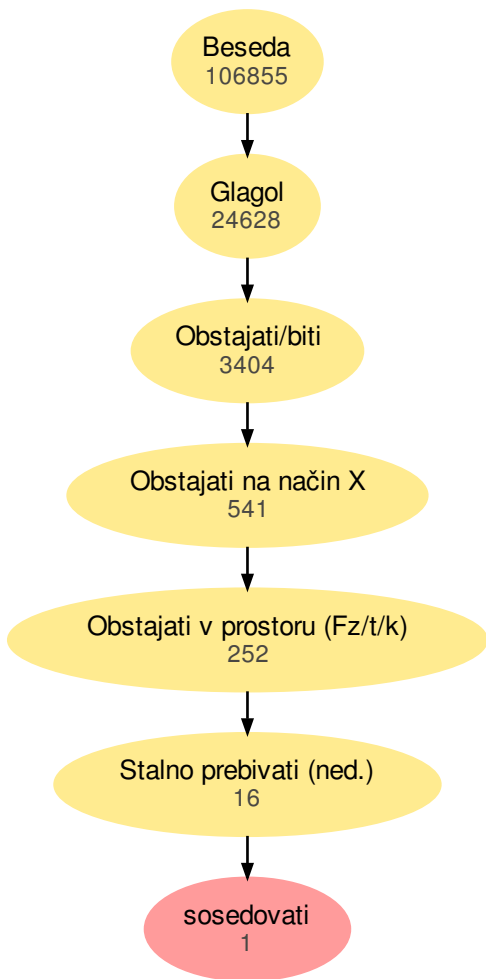 Beseda
106855
Glagol
24628
Obstajati/biti
3404
Obstajati na način X
541
Obstajati v prostoru (Fz/t/k)
252
Stalno prebivati (ned.)
16
sosedovati
1